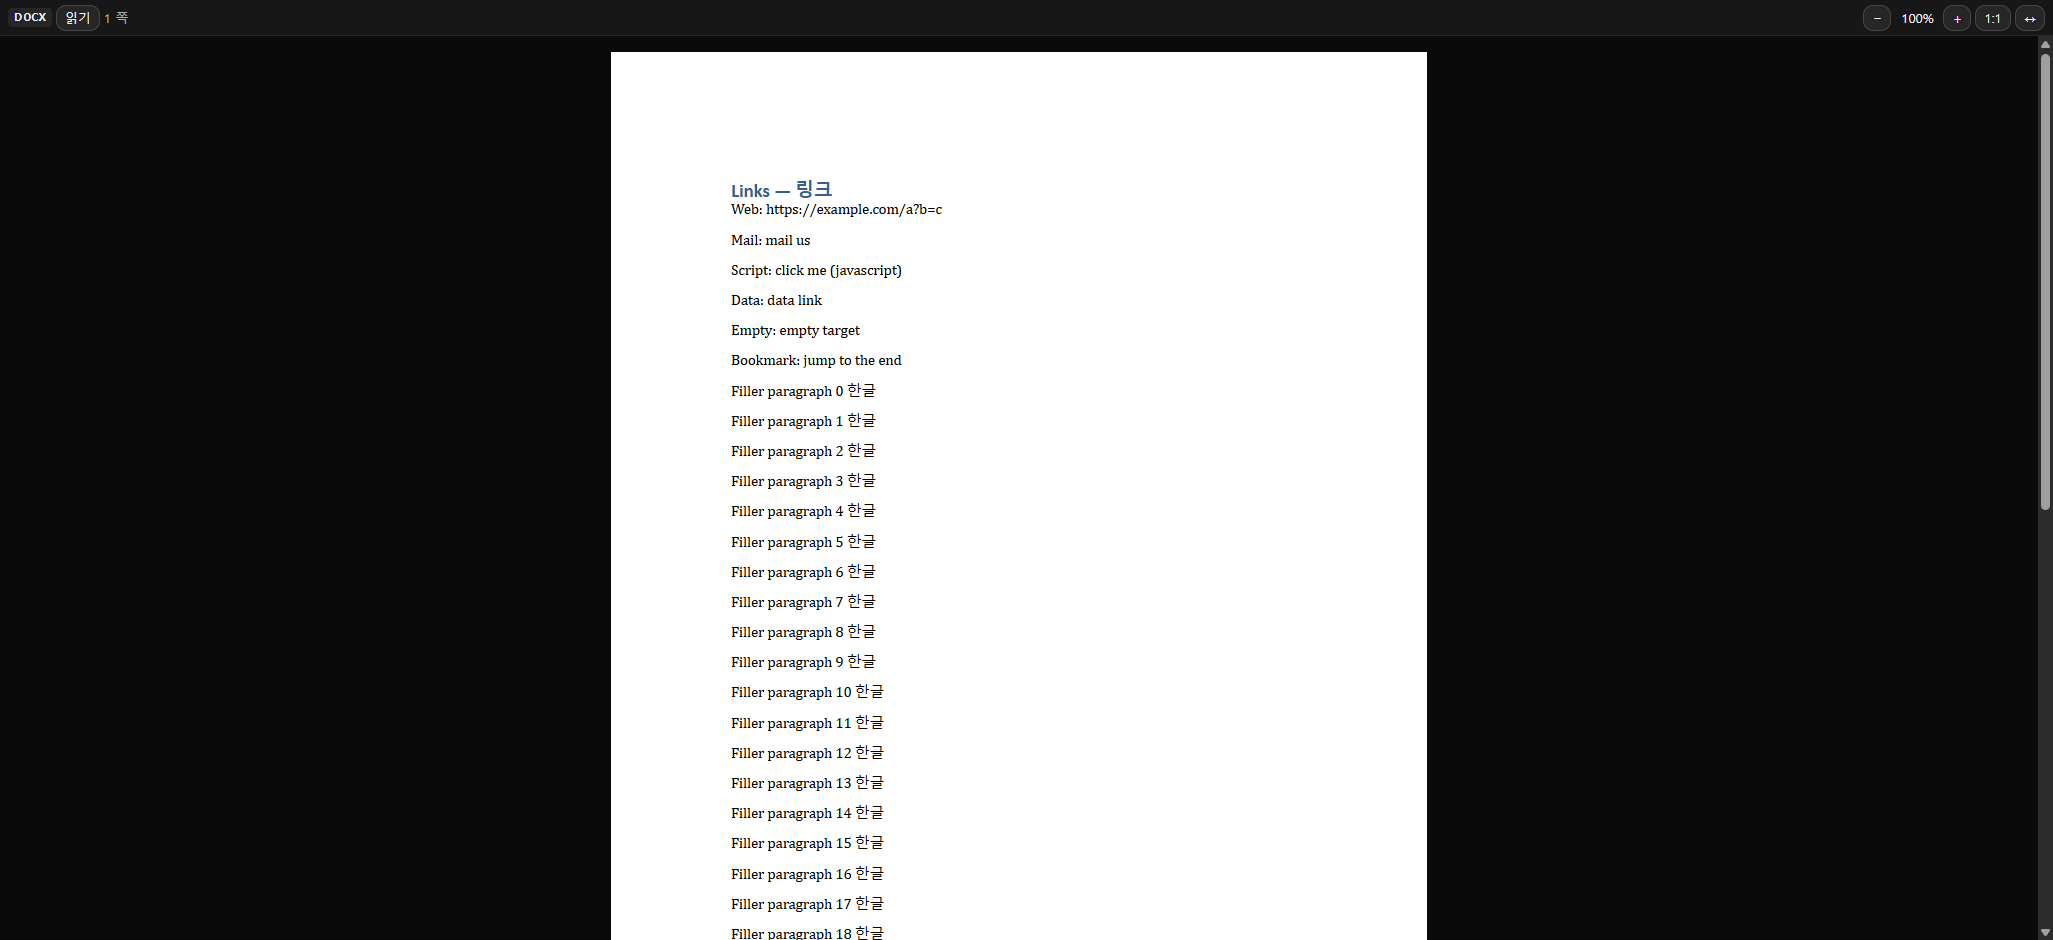 DOCX 읽기 1 쪽 − 100% + 1:1 ↔
Links — 링크
Web: https://example.com/a?b=c
Mail: mail us
Script: click me (javascript)
Data: data link
Empty: empty target
Bookmark: jump to the end
Filler paragraph 0 한글
Filler paragraph 1 한글
Filler paragraph 2 한글
Filler paragraph 3 한글
Filler paragraph 4 한글
Filler paragraph 5 한글
Filler paragraph 6 한글
Filler paragraph 7 한글
Filler paragraph 8 한글
Filler paragraph 9 한글
Filler paragraph 10 한글
Filler paragraph 11 한글
Filler paragraph 12 한글
Filler paragraph 13 한글
Filler paragraph 14 한글
Filler paragraph 15 한글
Filler paragraph 16 한글
Filler paragraph 17 한글
Filler paragraph 18 한글